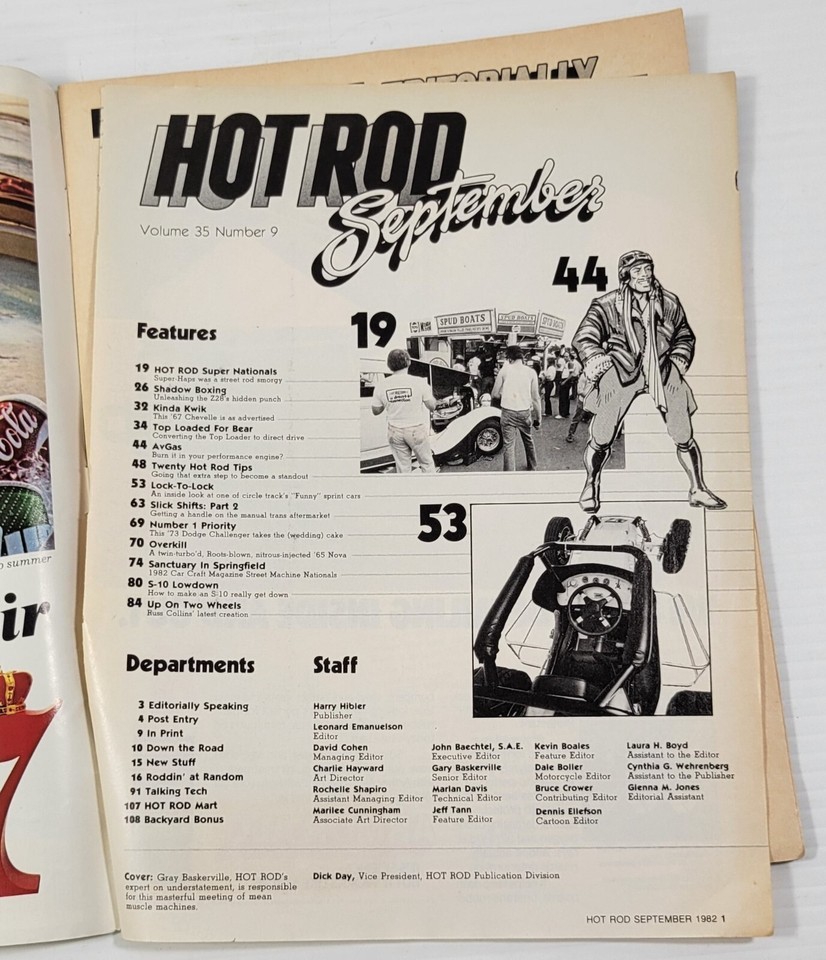 EDITORIALLY
HOT ROD
September
Volume 35 Number 9
44
19
SPUD BOATS
SPUD BOATS
Features
19 HOT ROD Super Nationals
Super-Haps was a street rod smorgy
26 Shadow Boxing
Unleashing the Z28's hidden punch
32 Kinda Kwik
This '67 Chevelle is as advertised
34 Top Loaded For Bear
Converting the Top Loader to direct drive
44 AvGas
Burn it in your performance engine?
48 Twenty Hot Rod Tips
Going that extra step to become a standout
53 Lock-To-Lock
An inside look at one of circle track's "Funny" sprint cars
63 Slick Shifts: Part 2
Getting a handle on the manual trans aftermarket
69 Number 1 Priority
This '73 Dodge Challenger takes the (wedding) cake
70 Overkill
A twin-turbo'd, Roots-blown, nitrous-injected '65 Nova
74 Sanctuary In Springfield
1982 Car Craft Magazine Street Machine Nationals
80 S-10 Lowdown
How to make an S-10 really get down
84 Up On Two Wheels
Russ Collins' latest creation
53
Departments
3 Editorially Speaking
4 Post Entry
9 In Print
10 Down the Road
15 New Stuff
16 Roddin' at Random
91 Talking Tech
107 HOT ROD Mart
108 Backyard Bonus
Staff
Harry Hibler
Publisher
Leonard Emanuelson
Editor
David Cohen
Managing Editor
Charlie Hayward
Art Director
Rochelle Shapiro
Assistant Managing Editor
Marilee Cunningham
Associate Art Director
John Baechtel, S.A.E.
Executive Editor
Gary Baskerville
Senior Editor
Marlan Davis
Technical Editor
Jeff Tann
Feature Editor
Kevin Boales
Feature Editor
Dale Boller
Motorcycle Editor
Bruce Crower
Contributing Editor
Dennis Ellefson
Cartoon Editor
Laura H. Boyd
Assistant to the Editor
Cynthia G. Wehrenberg
Assistant to the Publisher
Glenna M. Jones
Editorial Assistant
Cover: Gray Baskerville, HOT ROD's
expert on understatement, is responsible
for this masterful meeting of mean
muscle machines.
Dick Day, Vice President, HOT ROD Publication Division
HOT ROD SEPTEMBER 1982 1
Cola
summer
ir
7